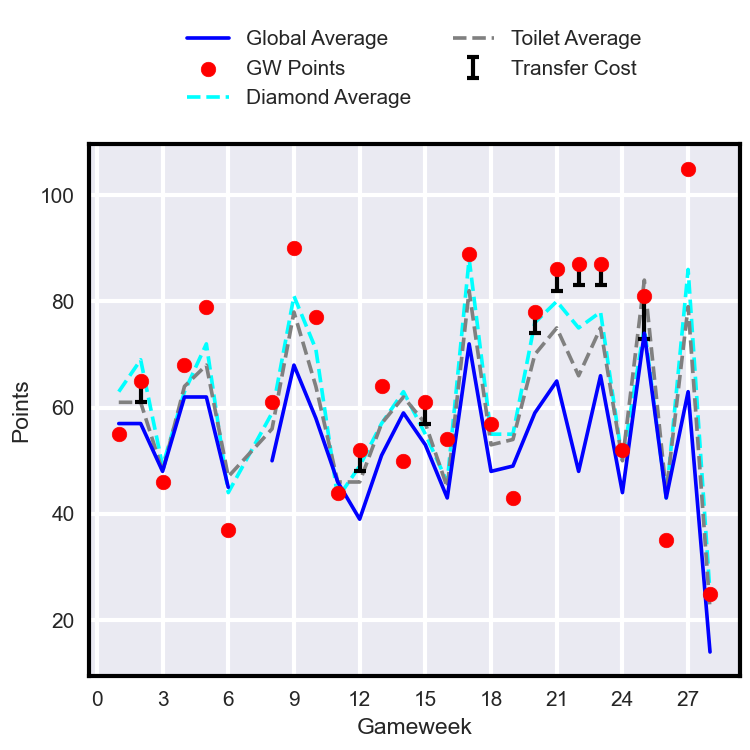 Global Average
GW Points
Diamond Average
Toilet Average
Transfer Cost
Points
100
80
60
40
20
0 3 6 9 12 15 18 21 24 27
Gameweek